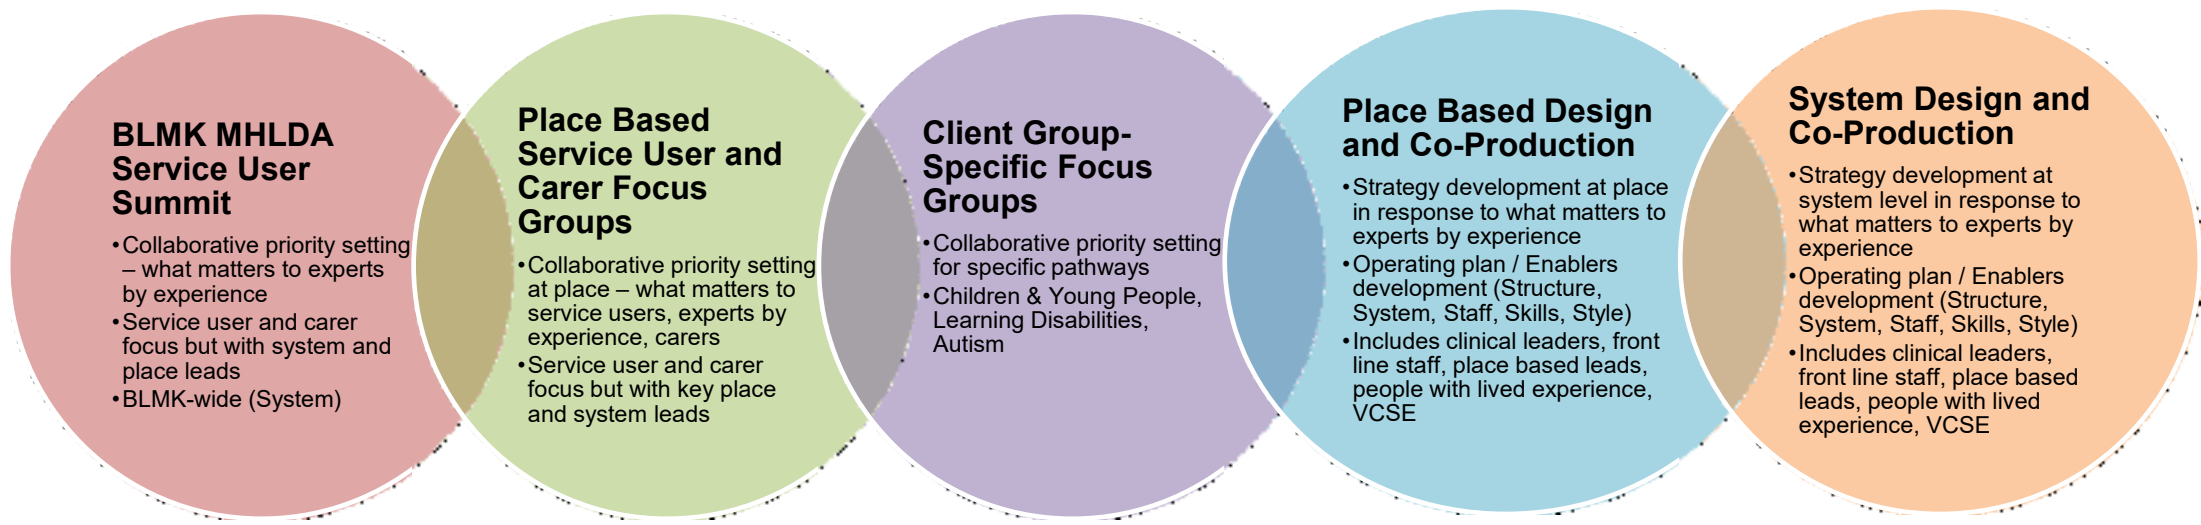 BLMK MHLDA
Service User
Summit
•Collaborative priority setting
– what matters to experts
by experience
•Service user and carer
focus but with system and
place leads
•BLMK-wide (System)
Place Based
Service User and
Carer Focus
Groups
•Collaborative priority setting
at place – what matters to
service users, experts by
experience, carers
•Service user and carer
focus but with key place
and system leads
Client Group-
Specific Focus
Groups
•Collaborative priority setting
for specific pathways
•Children & Young People,
Learning Disabilities,
Autism
Place Based Design
and Co-Production
•Strategy development at place
in response to what matters to
experts by experience
•Operating plan / Enablers
development (Structure,
System, Staff, Skills, Style)
•Includes clinical leaders, front
line staff, place based leads,
people with lived experience,
VCSE
System Design and
Co-Production
•Strategy development at
system level in response to
what matters to experts by
experience
•Operating plan / Enablers
development (Structure,
System, Staff, Skills, Style)
•Includes clinical leaders,
front line staff, place based
leads, people with lived
experience, VCSE